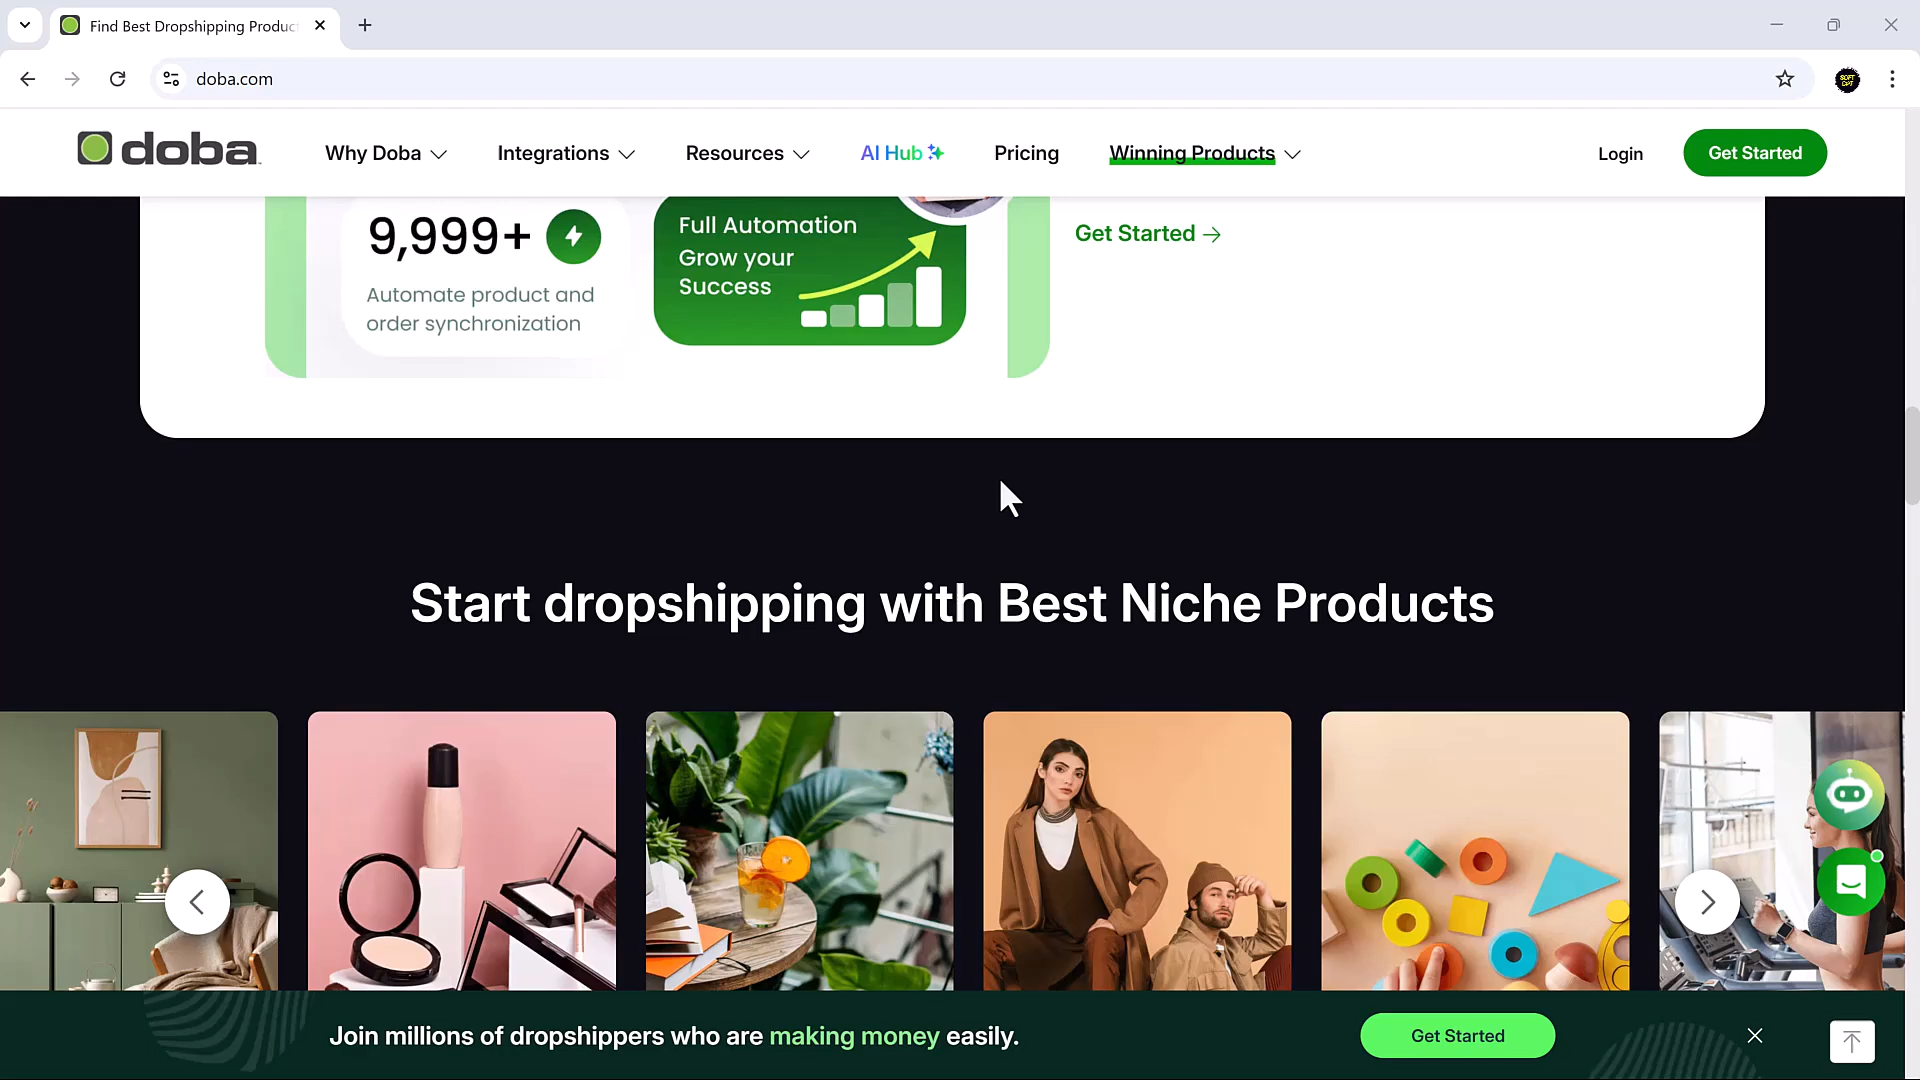 Find Best Dropshipping Produc
doba.com
doba
Why Doba
Integrations
Resources
AI Hub
Pricing
Winning Products
Login
Get Started
9,999+
Automate product and
order synchronization
Full Automation
Grow your
Success
Get Started →
Start dropshipping with Best Niche Products
Join millions of dropshippers who are making money easily.
Get Started